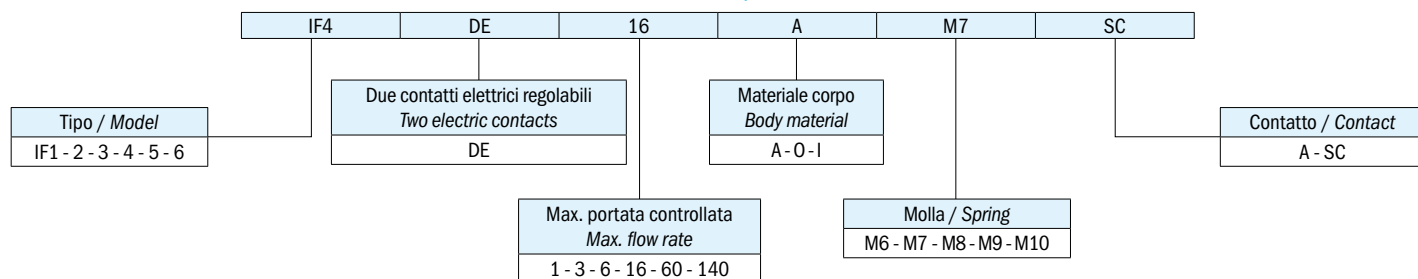 IF4 DE 16 A M7 SC
Due contatti elettrici regolabili
Two electric contacts
DE
Materiale corpo
Body material
A - O - I
Tipo / Model
IF1 - 2 - 3 - 4 - 5 - 6
Contatto / Contact
A - SC
Max. portata controllata
Max. flow rate
1 - 3 - 6 - 16 - 60 - 140
Molla / Spring
M6 - M7 - M8 - M9 - M10